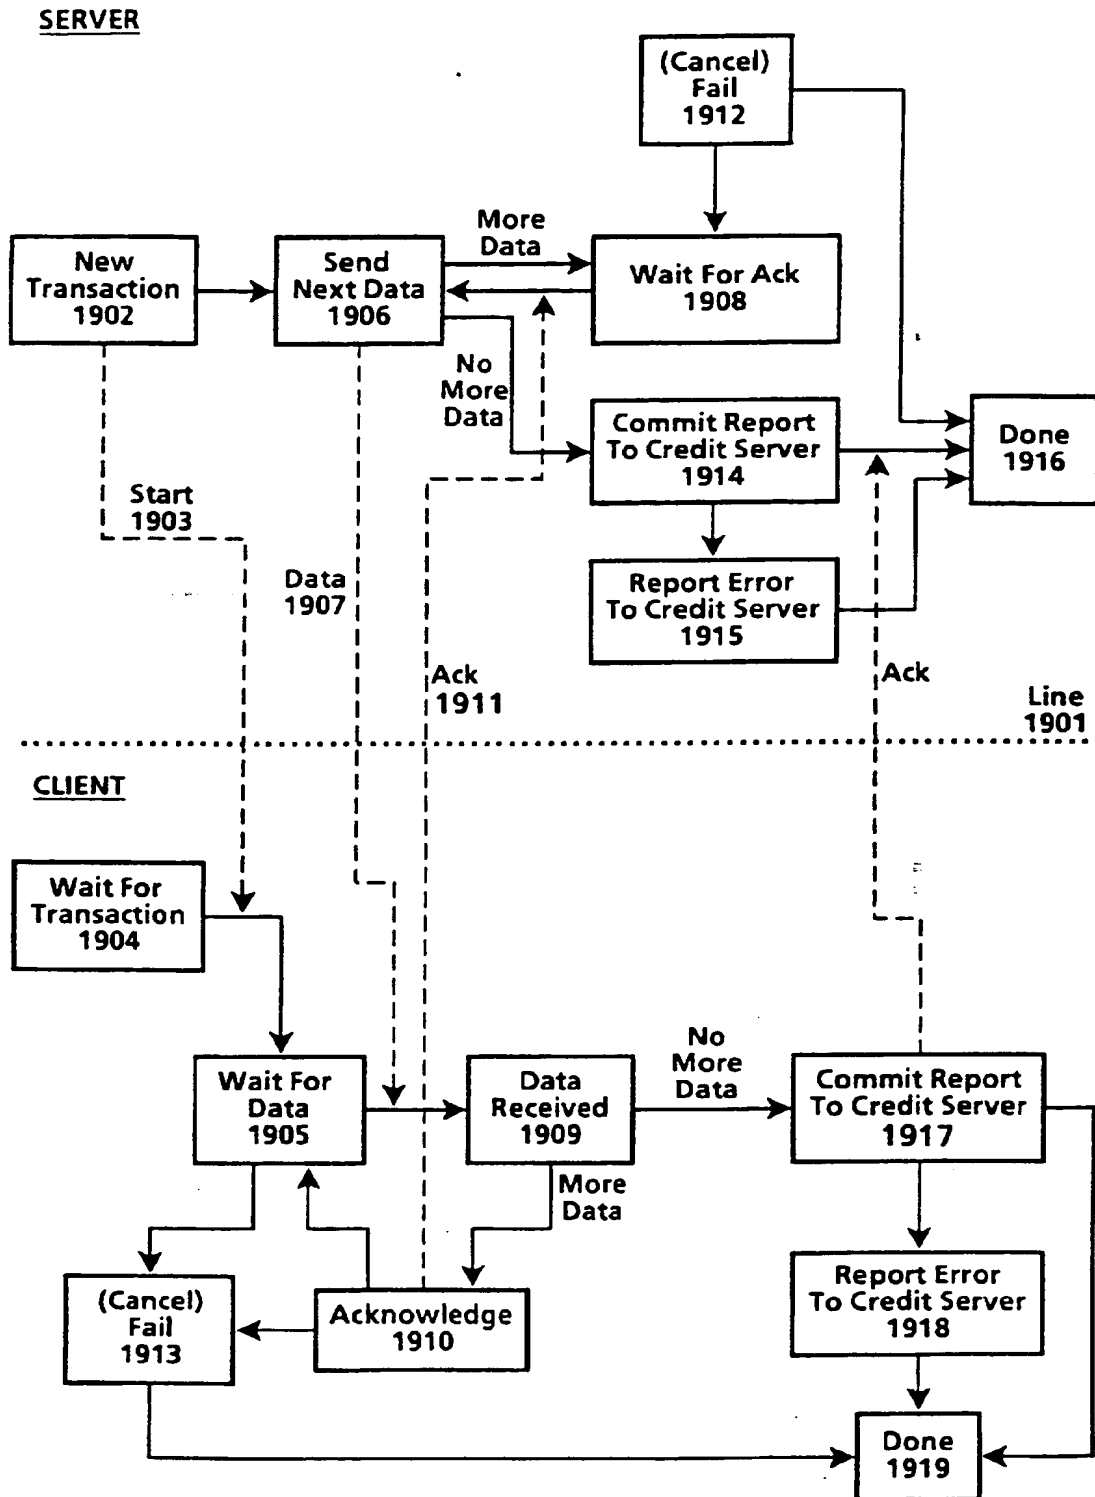 SERVER
(Cancel)
Fail
1912
More
Data
New
Transaction
1902
Send
Next Data
1906
Wait For Ack
1908
No
More
Data
Commit Report
To Credit Server
1914
Done
1916
Start
1903
Data
1907
Report Error
To Credit Server
1915
Ack
1911
Ack
Line
1901
CLIENT
Wait For
Transaction
1904
Wait For
Data
1905
Data
Received
1909
No
More
Data
Commit Report
To Credit Server
1917
More
Data
(Cancel)
Fail
1913
Acknowledge
1910
Report Error
To Credit Server
1918
Done
1919